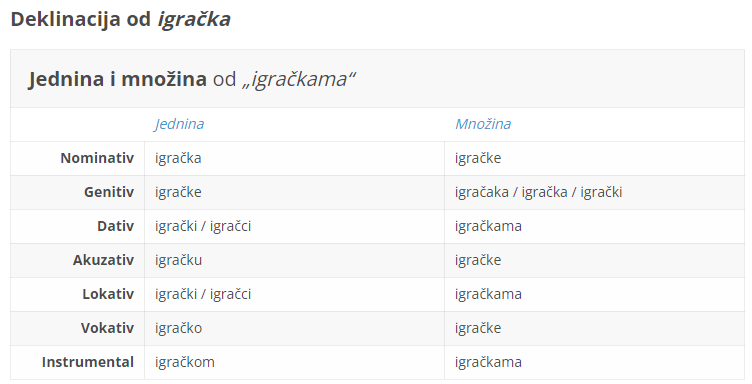 Deklinacija od igračka
Jednina i množina od „igračkama“
Jednina Množina
Nominativ igračka igračke
Genitiv igračke igračaka / igračka / igrački
Dativ igrački / igračci igračkama
Akuzativ igračku igračke
Lokativ igrački / igračci igračkama
Vokativ igračko igračke
Instrumental igračkom igračkama